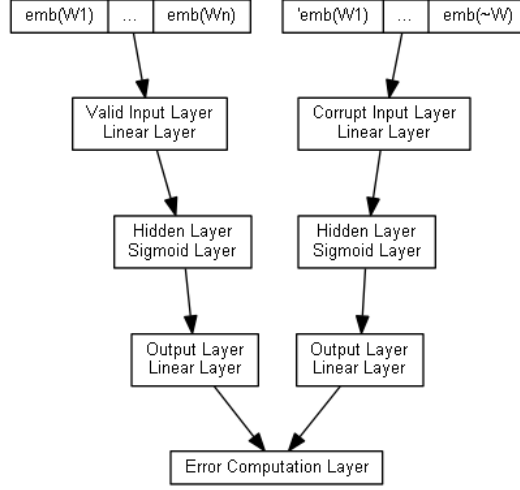 emb(W1) ... emb(Wn)
'emb(W1) ... emb(~W)
Valid Input Layer
Linear Layer
Corrupt Input Layer
Linear Layer
Hidden Layer
Sigmoid Layer
Hidden Layer
Sigmoid Layer
Output Layer
Linear Layer
Output Layer
Linear Layer
Error Computation Layer